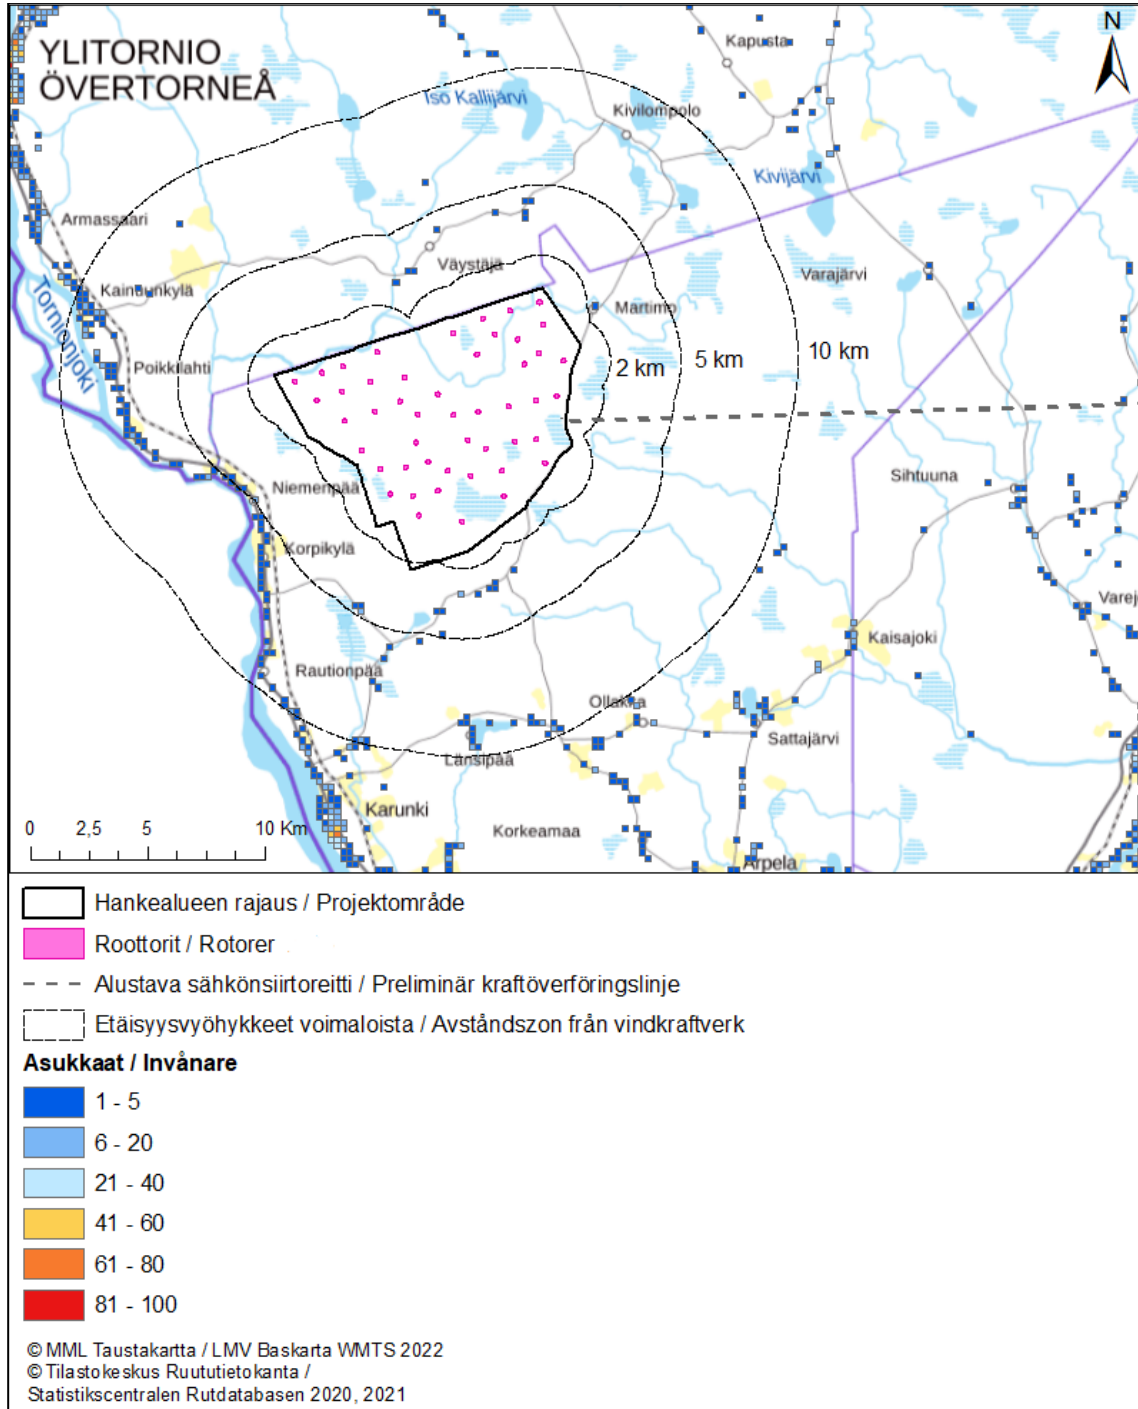 YLITORNIO
ÖVERTORNEÅ
N
Kapusta
Iso Kallijärvi
Kivilompolo
Kivijärvi
Armassaari
Väystäjä
Varajärvi
Kainuunkylä
Martimo
Tornionjoki
Poikkilahti
2 km
5 km
10 km
Sihtuuna
Niemenpää
Korpikylä
Kaisajoki
Rautionpää
Sattajärvi
Länsipää
Karunki
Korkeamaa
Arpela
0 2,5 5 10 Km
Hankealueen rajaus / Projektområde
Roottorit / Rotorer
Alustava sähkönsiirtoreitti / Preliminär kraftöverföringslinje
Etäisyysvyöhykkeet voimaloista / Avståndszon från vindkraftverk
Asukkaat / Invånare
1 - 5
6 - 20
21 - 40
41 - 60
61 - 80
81 - 100
© MML Taustakartta / LMV Baskarta WMTS 2022
© Tilastokeskus Ruututietokanta /
Statistikscentralen Rutdatabasen 2020, 2021